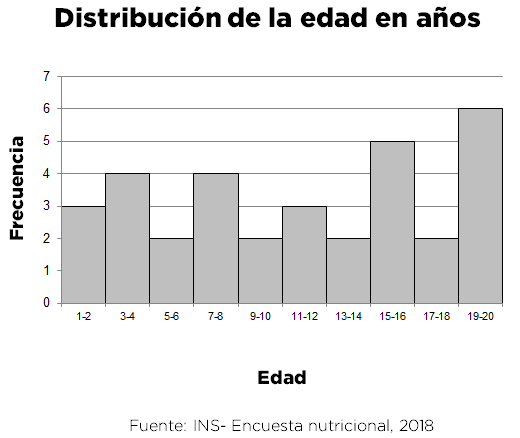 Distribución de la edad en años
7
6
5
4
3
2
1
0
Frecuencia
1-2 3-4 5-6 7-8 9-10 11-12 13-14 15-16 17-18 19-20
Edad
Fuente: INS- Encuesta nutricional, 2018